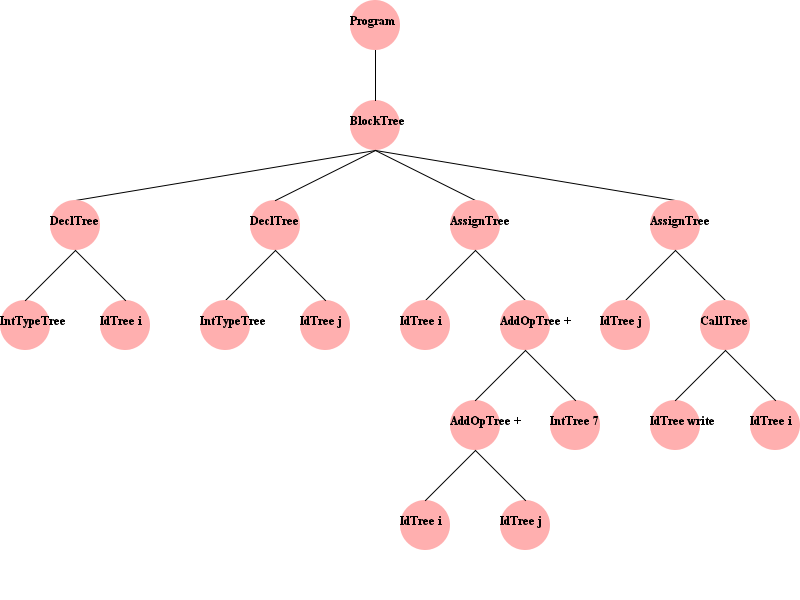 Program
BlockTree
DeclTree DeclTree AssignTree AssignTree
IntTypeTree IdTree i IntTypeTree IdTree j IdTree i AddOpTree + IdTree j CallTree
AddOpTree + IntTree 7 IdTree write IdTree i
IdTree i IdTree j